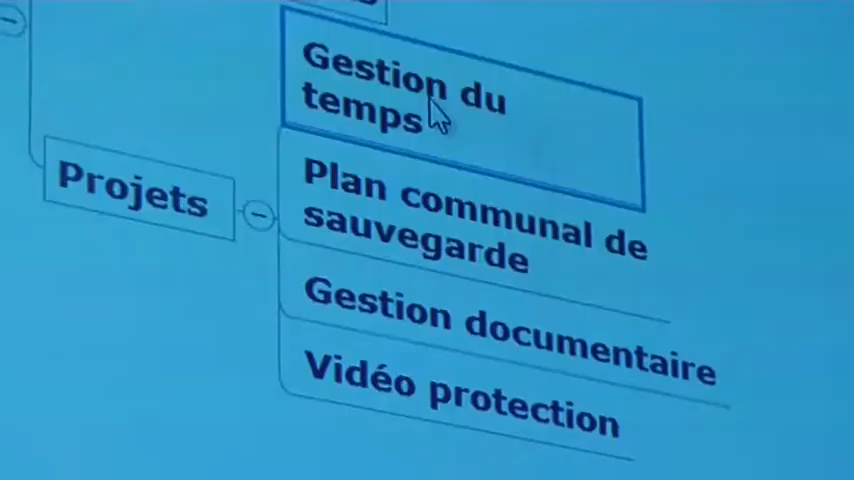 Gestion du
temps
Projets
Plan communal de
sauvegarde
Gestion documentaire
Vidéo protection